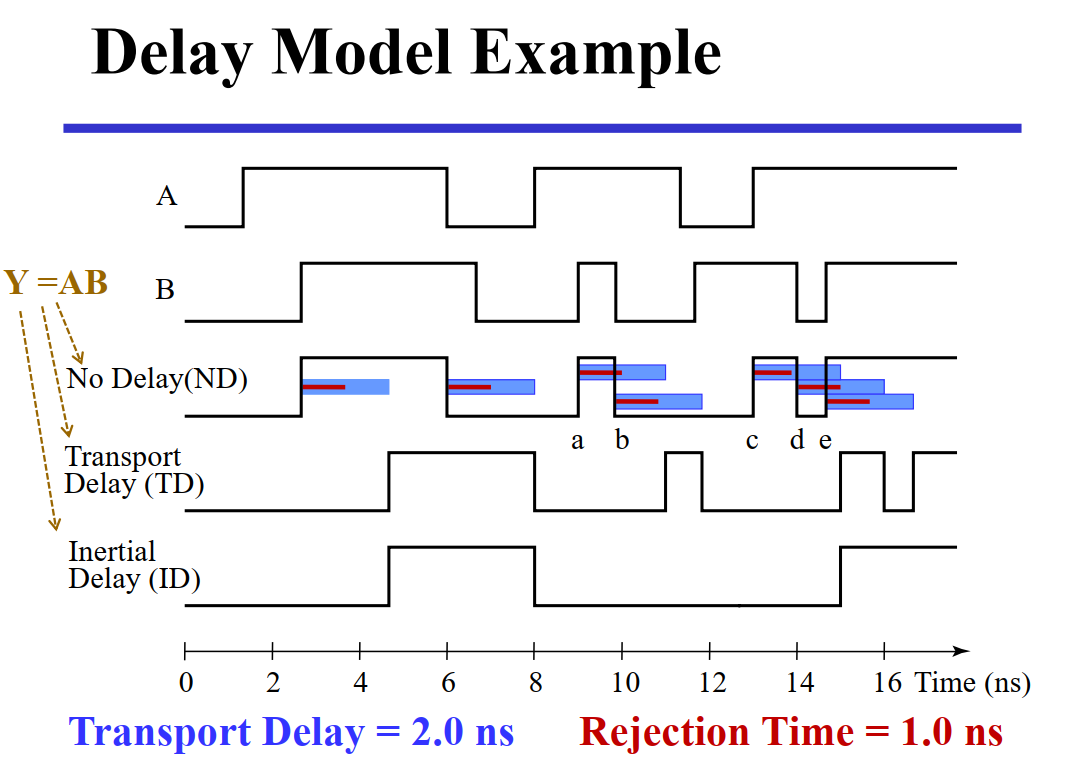 Delay Model Example
A
Y =AB
B
No Delay(ND)
a b c d e
Transport
Delay (TD)
Inertial
Delay (ID)
0 2 4 6 8 10 12 14 16 Time (ns)
Transport Delay = 2.0 ns Rejection Time = 1.0 ns